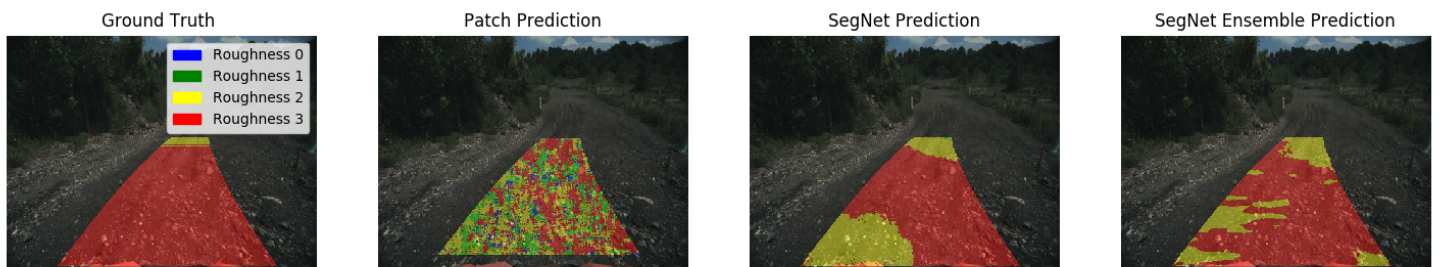 Ground Truth
Patch Prediction
SegNet Prediction
SegNet Ensemble Prediction
Roughness 0
Roughness 1
Roughness 2
Roughness 3